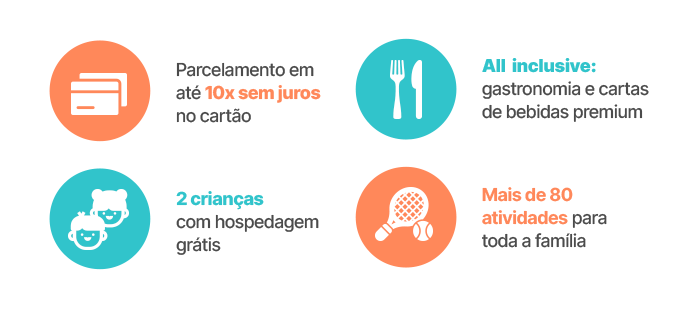 Parcelamento em
até 10x sem juros
no cartão
All inclusive:
gastronomia e cartas
de bebidas premium
2 crianças
com hospedagem
grátis
Mais de 80
atividades para
toda a família